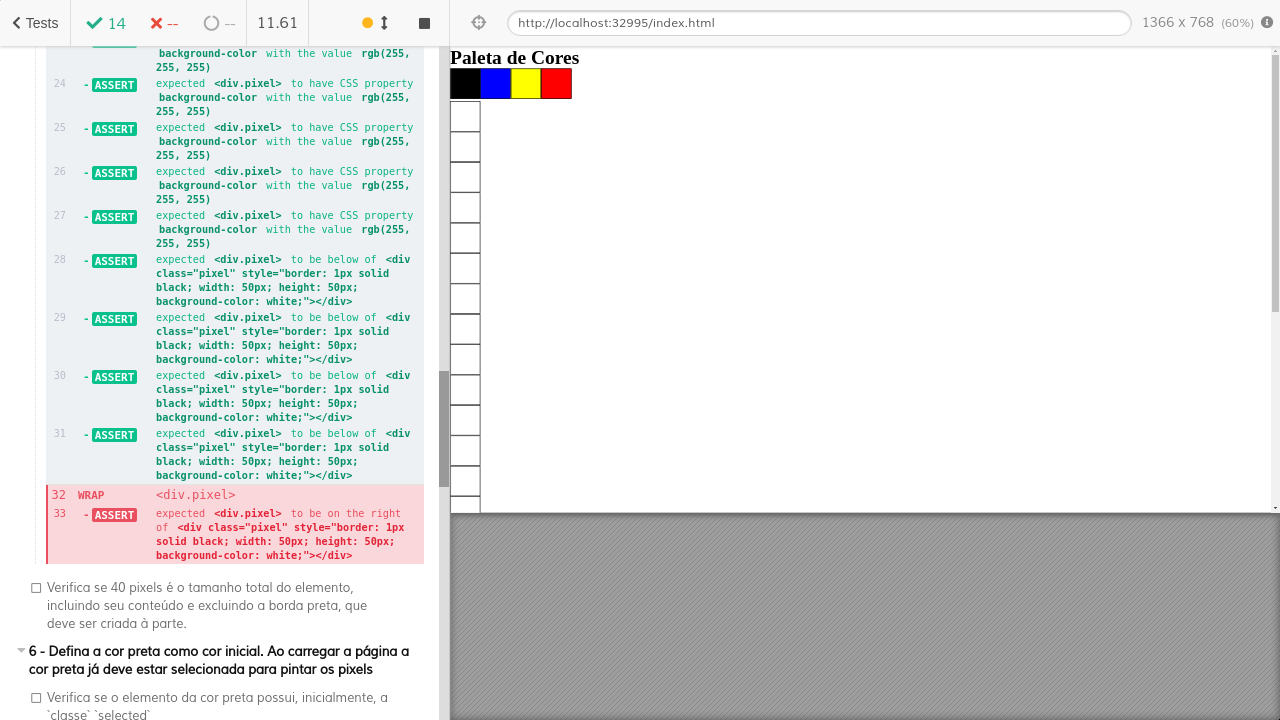 Tests
14
--
--
11.61
http://localhost:32995/index.html
1366 x 768 (60%)
background-color with the value rgb(255,
255, 255)
24 -ASSERT expected <div.pixel> to have CSS property
background-color with the value rgb(255,
255, 255)
25 -ASSERT expected <div.pixel> to have CSS property
background-color with the value rgb(255,
255, 255)
26 -ASSERT expected <div.pixel> to have CSS property
background-color with the value rgb(255,
255, 255)
27 -ASSERT expected <div.pixel> to have CSS property
background-color with the value rgb(255,
255, 255)
28 -ASSERT expected <div.pixel> to be below of <div
class="pixel" style="border: 1px solid
black; width: 50px; height: 50px;
background-color: white;"></div>
29 -ASSERT expected <div.pixel> to be below of <div
class="pixel" style="border: 1px solid
black; width: 50px; height: 50px;
background-color: white;"></div>
30 -ASSERT expected <div.pixel> to be below of <div
class="pixel" style="border: 1px solid
black; width: 50px; height: 50px;
background-color: white;"></div>
31 -ASSERT expected <div.pixel> to be below of <div
class="pixel" style="border: 1px solid
black; width: 50px; height: 50px;
background-color: white;"></div>
32 WRAP <div.pixel>
33 -ASSERT expected <div.pixel> to be on the right
of <div class="pixel" style="border: 1px
solid black; width: 50px; height: 50px;
background-color: white;"></div>
Verifica se 40 pixels é o tamanho total do elemento,
incluindo seu conteúdo e excluindo a borda preta, que
deve ser criada à parte.
6 - Defina a cor preta como cor inicial. Ao carregar a página a
cor preta já deve estar selecionada para pintar os pixels
Verifica se o elemento da cor preta possui, inicialmente, a
`classe` `selected`
Paleta de Cores